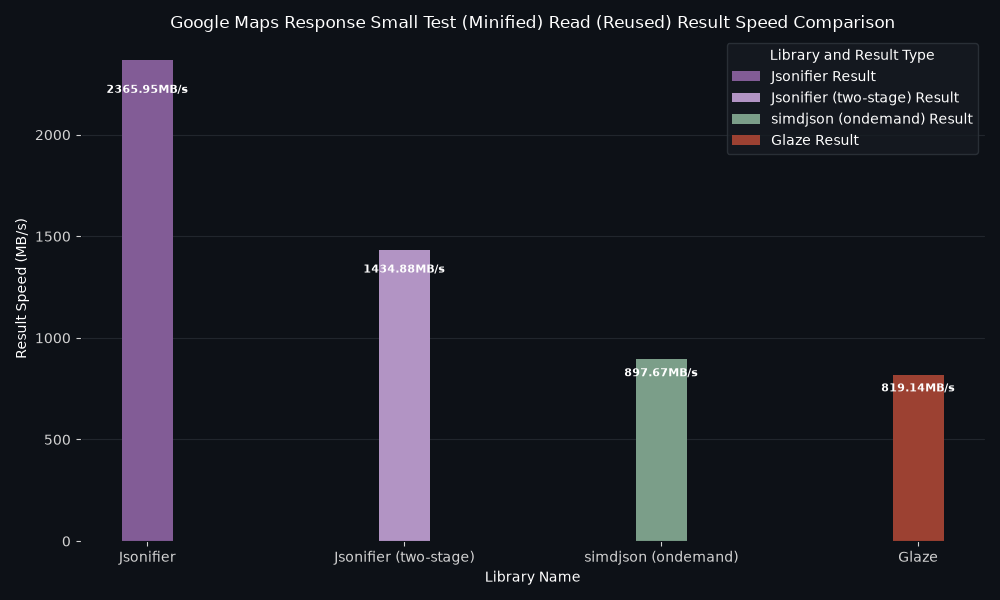 Google Maps Response Small Test (Minified) Read (Reused) Result Speed Comparison
Library and Result Type
Jsonifier Result
Jsonifier (two-stage) Result
simdjson (ondemand) Result
Glaze Result
2365.95MB/s
1434.88MB/s
897.67MB/s
819.14MB/s
Result Speed (MB/s)
2000
1500
1000
500
0
Jsonifier
Jsonifier (two-stage)
simdjson (ondemand)
Glaze
Library Name